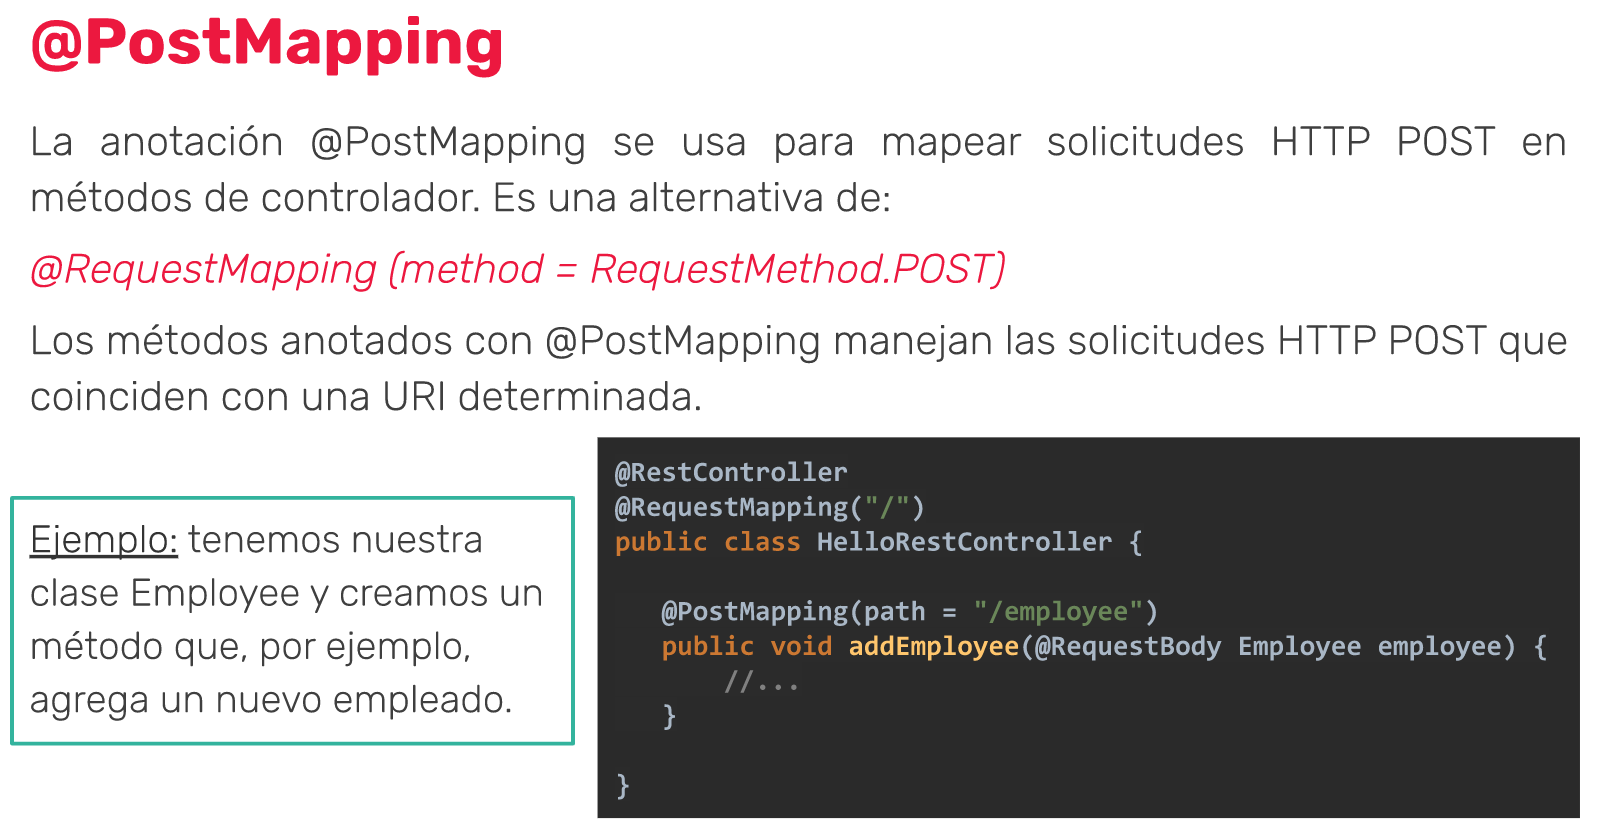 @PostMapping
La anotación @PostMapping se usa para mapear solicitudes HTTP POST en
métodos de controlador. Es una alternativa de:
@RequestMapping (method = RequestMethod.POST)
Los métodos anotados con @PostMapping manejan las solicitudes HTTP POST que
coinciden con una URI determinada.
Ejemplo: tenemos nuestra
clase Employee y creamos un
método que, por ejemplo,
agrega un nuevo empleado.
@RestController
@RequestMapping("/")
public class HelloRestController {
@PostMapping(path = "/employee")
public void addEmployee(@RequestBody Employee employee) {
//...
}
}